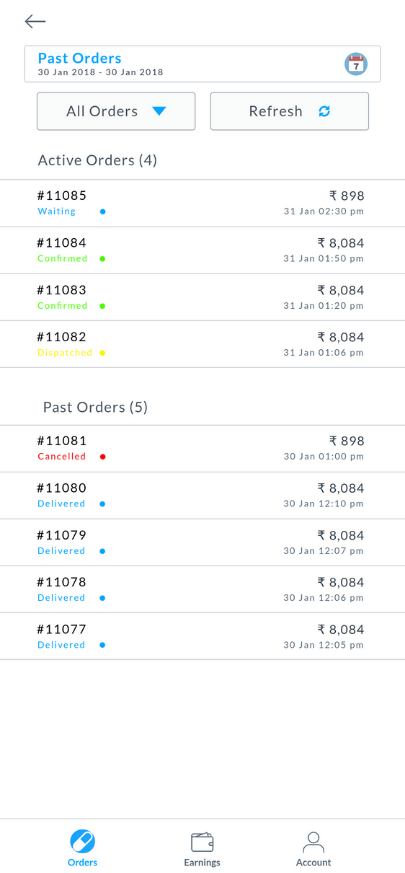 Past Orders
30 Jan 2018 - 30 Jan 2018
7
All Orders
Refresh
Active Orders (4)
#11085
₹ 898
Waiting
31 Jan 02:30 pm
#11084
₹ 8,084
Confirmed
31 Jan 01:50 pm
#11083
₹ 8,084
Confirmed
31 Jan 01:20 pm
#11082
₹ 8,084
Dispatched
31 Jan 01:06 pm
Past Orders (5)
#11081
₹ 898
Cancelled
30 Jan 01:00 pm
#11080
₹ 8,084
Delivered
30 Jan 12:10 pm
#11079
₹ 8,084
Delivered
30 Jan 12:07 pm
#11078
₹ 8,084
Delivered
30 Jan 12:06 pm
#11077
₹ 8,084
Delivered
30 Jan 12:05 pm
Orders
Earnings
Account